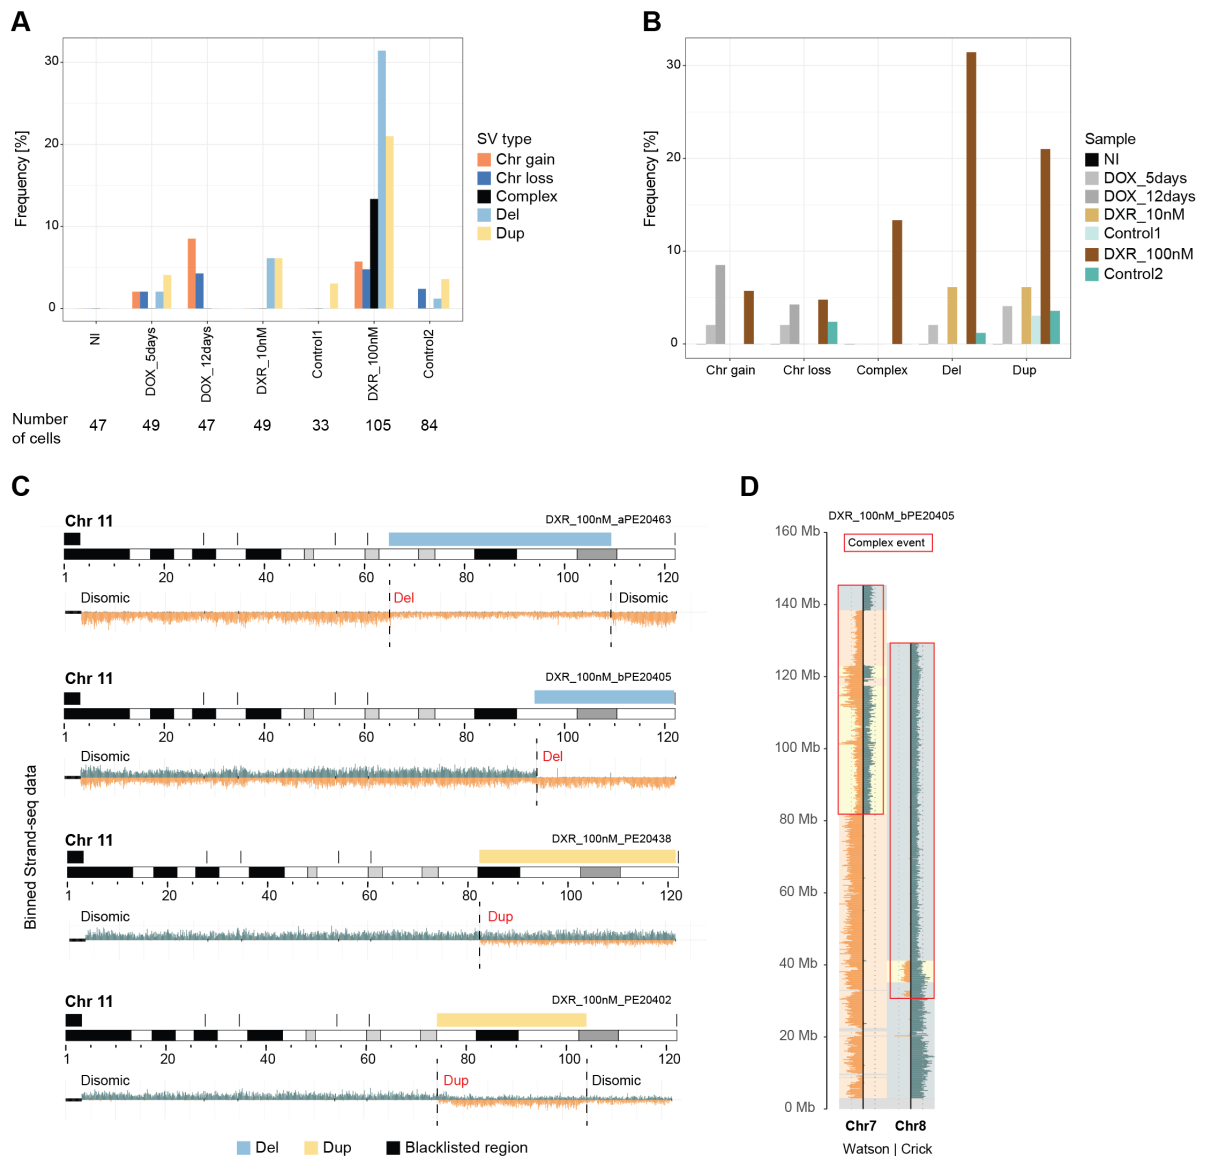 A
30
20
10
0
Frequency [%]
NI
DOX_5days
DOX_12days
DXR_10nM
Control1
DXR_100nM
Control2
SV type
Chr gain
Chr loss
Complex
Del
Dup
Number
of cells
47 49 47 49 33 105 84
B
30
20
10
0
Frequency [%]
Chr gain Chr loss Complex Del Dup
Sample
NI
DOX_5days
DOX_12days
DXR_10nM
Control1
DXR_100nM
Control2
C
Binned Strand-seq data
Chr 11
DXR_100nM_aPE20463
1 20 40 60 80 100 120
Disomic Del Disomic
Chr 11
DXR_100nM_bPE20405
1 20 40 60 80 100 120
Disomic Del
Chr 11
DXR_100nM_PE20438
1 20 40 60 80 100 120
Disomic Dup
Chr 11
DXR_100nM_PE20402
1 20 40 60 80 100 120
Disomic Dup Disomic
Del Dup Blacklisted region
D
DXR_100nM_bPE20405
160 Mb
Complex event
140 Mb
120 Mb
100 Mb
80 Mb
60 Mb
40 Mb
20 Mb
0 Mb
Chr7 Chr8
Watson | Crick